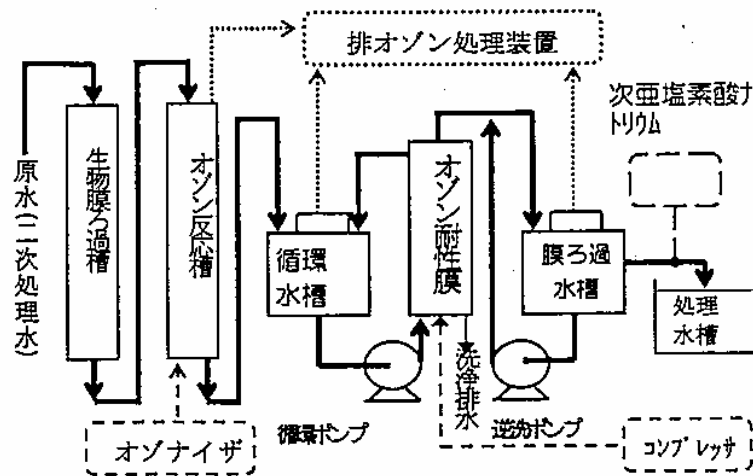 排オゾン処理装置
次亜塩素酸ナ
トリウム
原水(二次処理水)
生物膜ろ過槽
オゾン反応槽
循環
水槽
オゾン耐性膜
膜ろ過
水槽
処理
水槽
洗浄排水
オゾナイザ
循環ポンプ
逆洗ポンプ
コンプレッサ